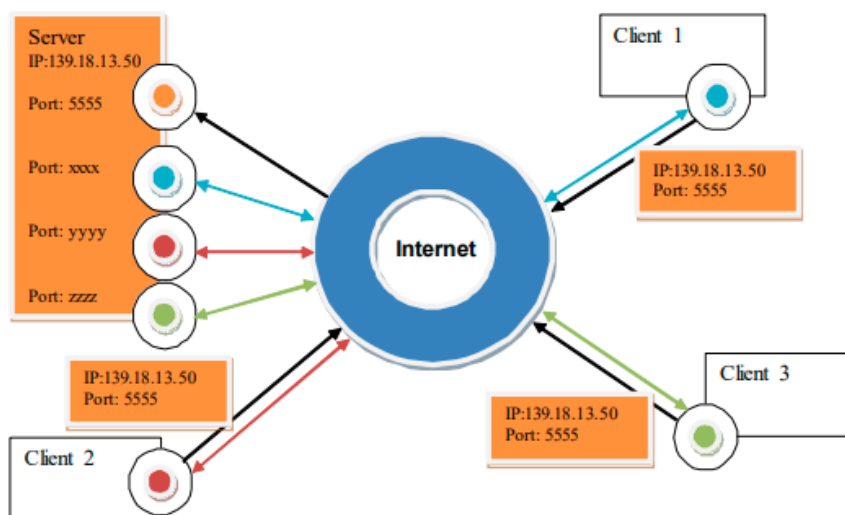 Server
IP:139.18.13.50
Port: 5555
Port: xxxx
Port: yyyy
Port: zzzz
Client 1
IP:139.18.13.50
Port: 5555
Internet
IP:139.18.13.50
Port: 5555
Client 2
IP:139.18.13.50
Port: 5555
Client 3